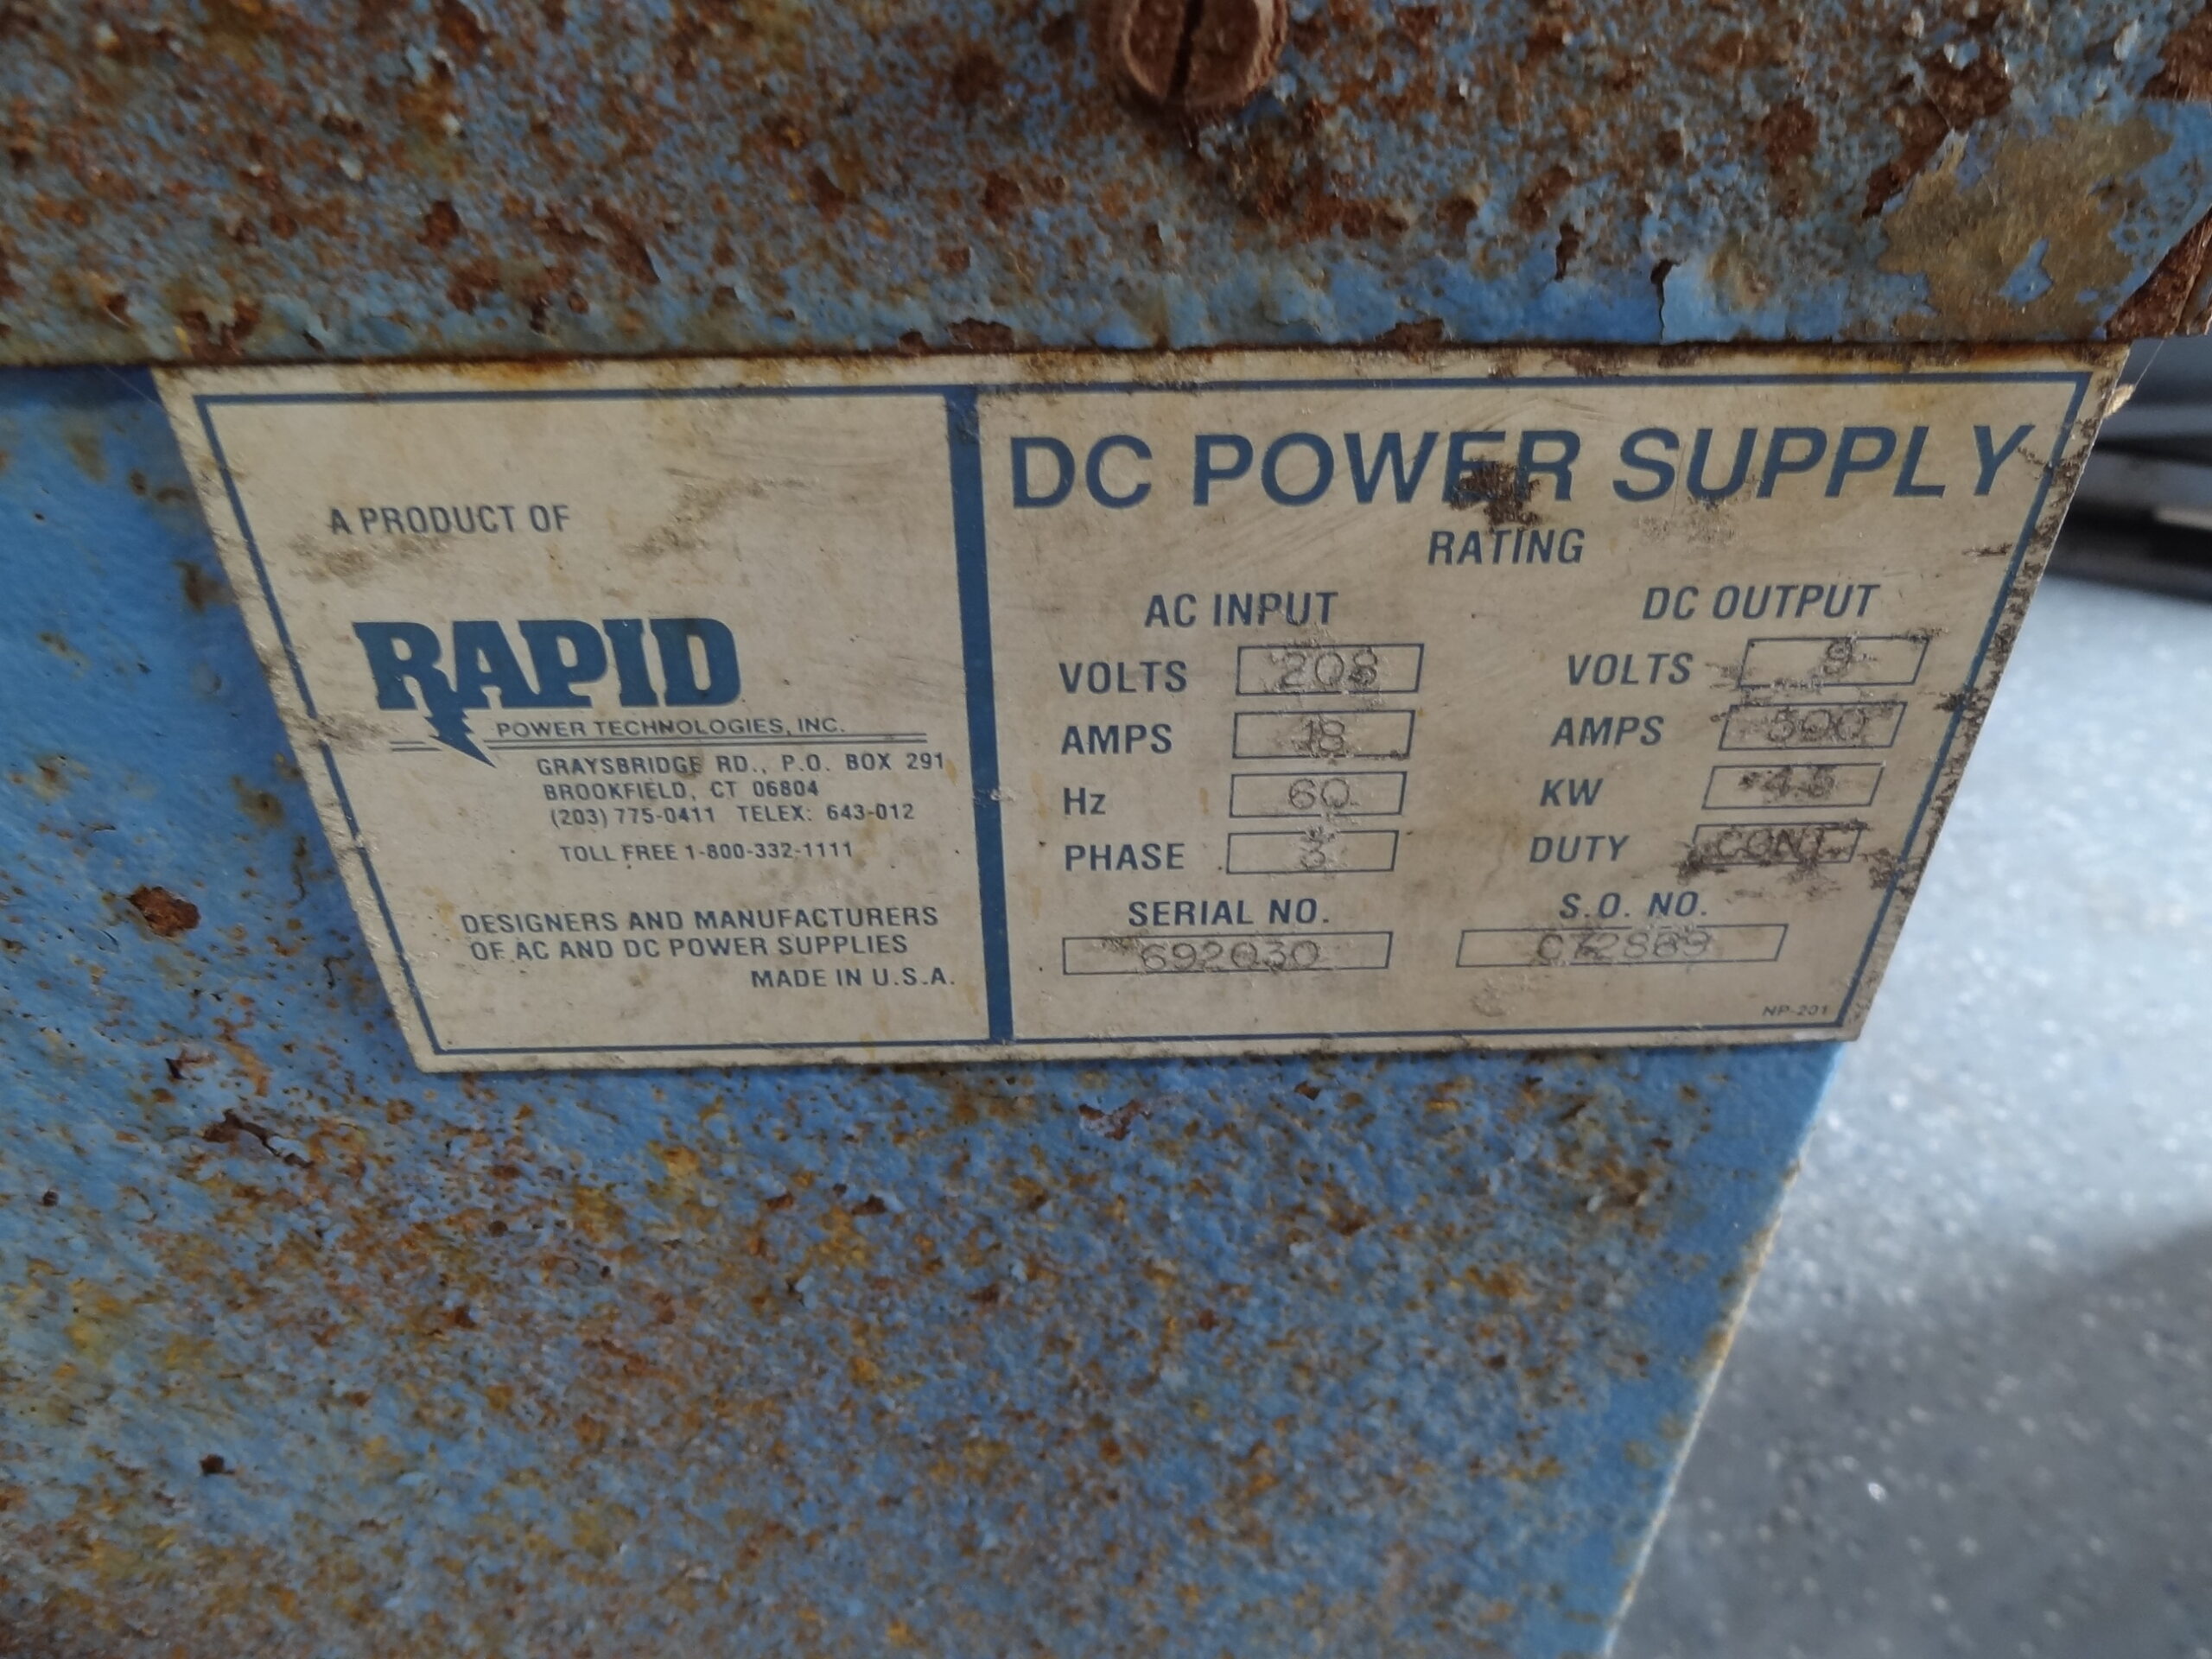 A PRODUCT OF
RAPID
POWER TECHNOLOGIES, INC.
GRAYSBRIDGE RD., P.O. BOX 291
BROOKFIELD, CT 06804
(203) 775-0411 TELEX: 643-012
TOLL FREE 1-800-332-1111
DESIGNERS AND MANUFACTURERS
OF AC AND DC POWER SUPPLIES
MADE IN U.S.A.
DC POWER SUPPLY
RATING
AC INPUT
VOLTS 208
AMPS 18
Hz 60
PHASE 3
SERIAL NO.
692030
DC OUTPUT
VOLTS 9
AMPS 500
KW 4.5
DUTY CONT.
S.O. NO.
NP-201